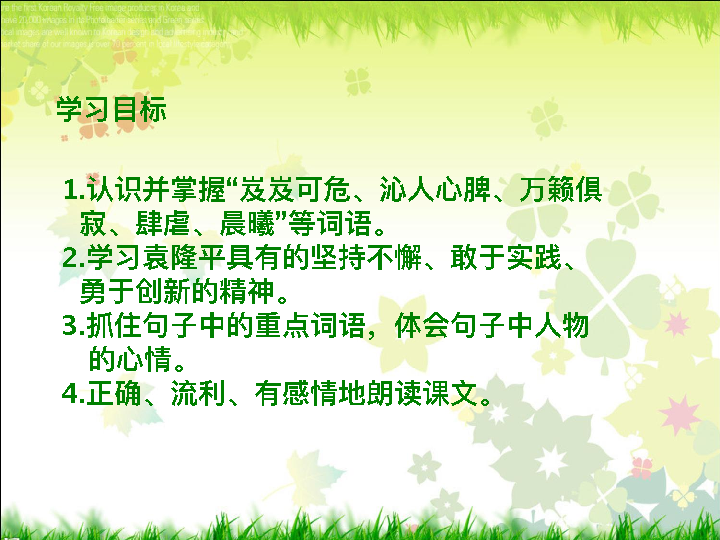 学习目标
1.认识并掌握“岌岌可危、沁人心脾、万籁俱
寂、肆虐、晨曦”等词语。
2.学习袁隆平具有的坚持不懈、敢于实践、
勇于创新的精神。
3.抓住句子中的重点词语，体会句子中人物
的心情。
4.正确、流利、有感情地朗读课文。